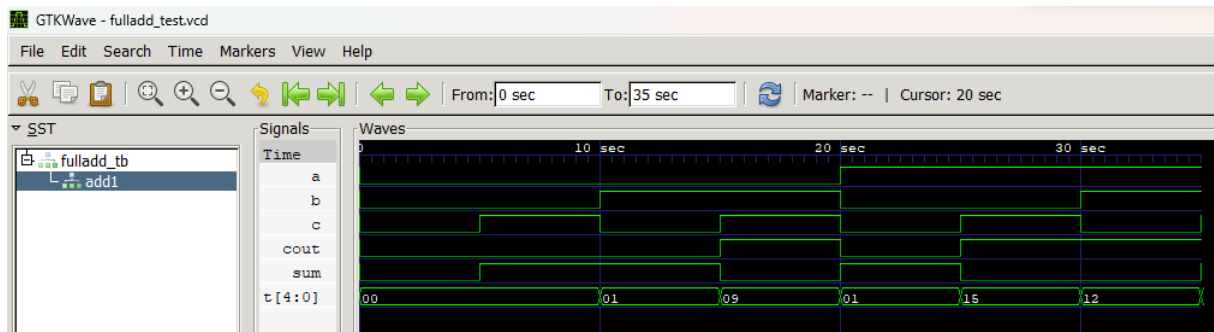 GTKWave - fulladd_test.vcd
File Edit Search Time Markers View Help
From: 0 sec To: 35 sec Marker: -- | Cursor: 20 sec
SST
Signals
Waves
fulladd_tb
add1
Time
0 10 sec 20 sec 30 sec
a
b
c
cout
sum
t[4:0] 00 01 09 01 15 12